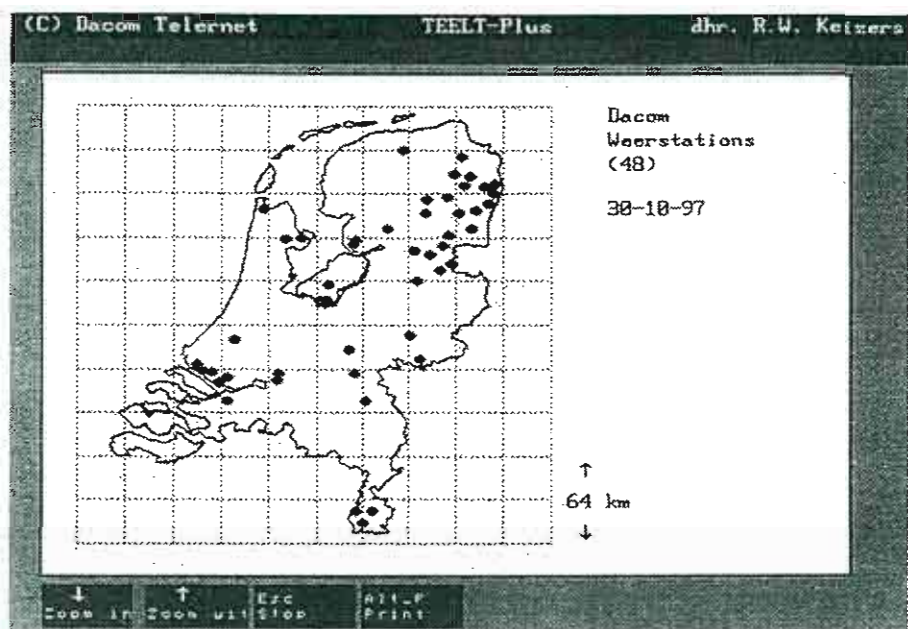 (C) Dacom Telernet TEELT-Plus dhr. R.W. Keizers
Dacom
Weerstations
(48)
30-10-97
↑
64 km
↓
↓ ↑ Esc Alt_P
Zoom in Zoom uit Stop Print